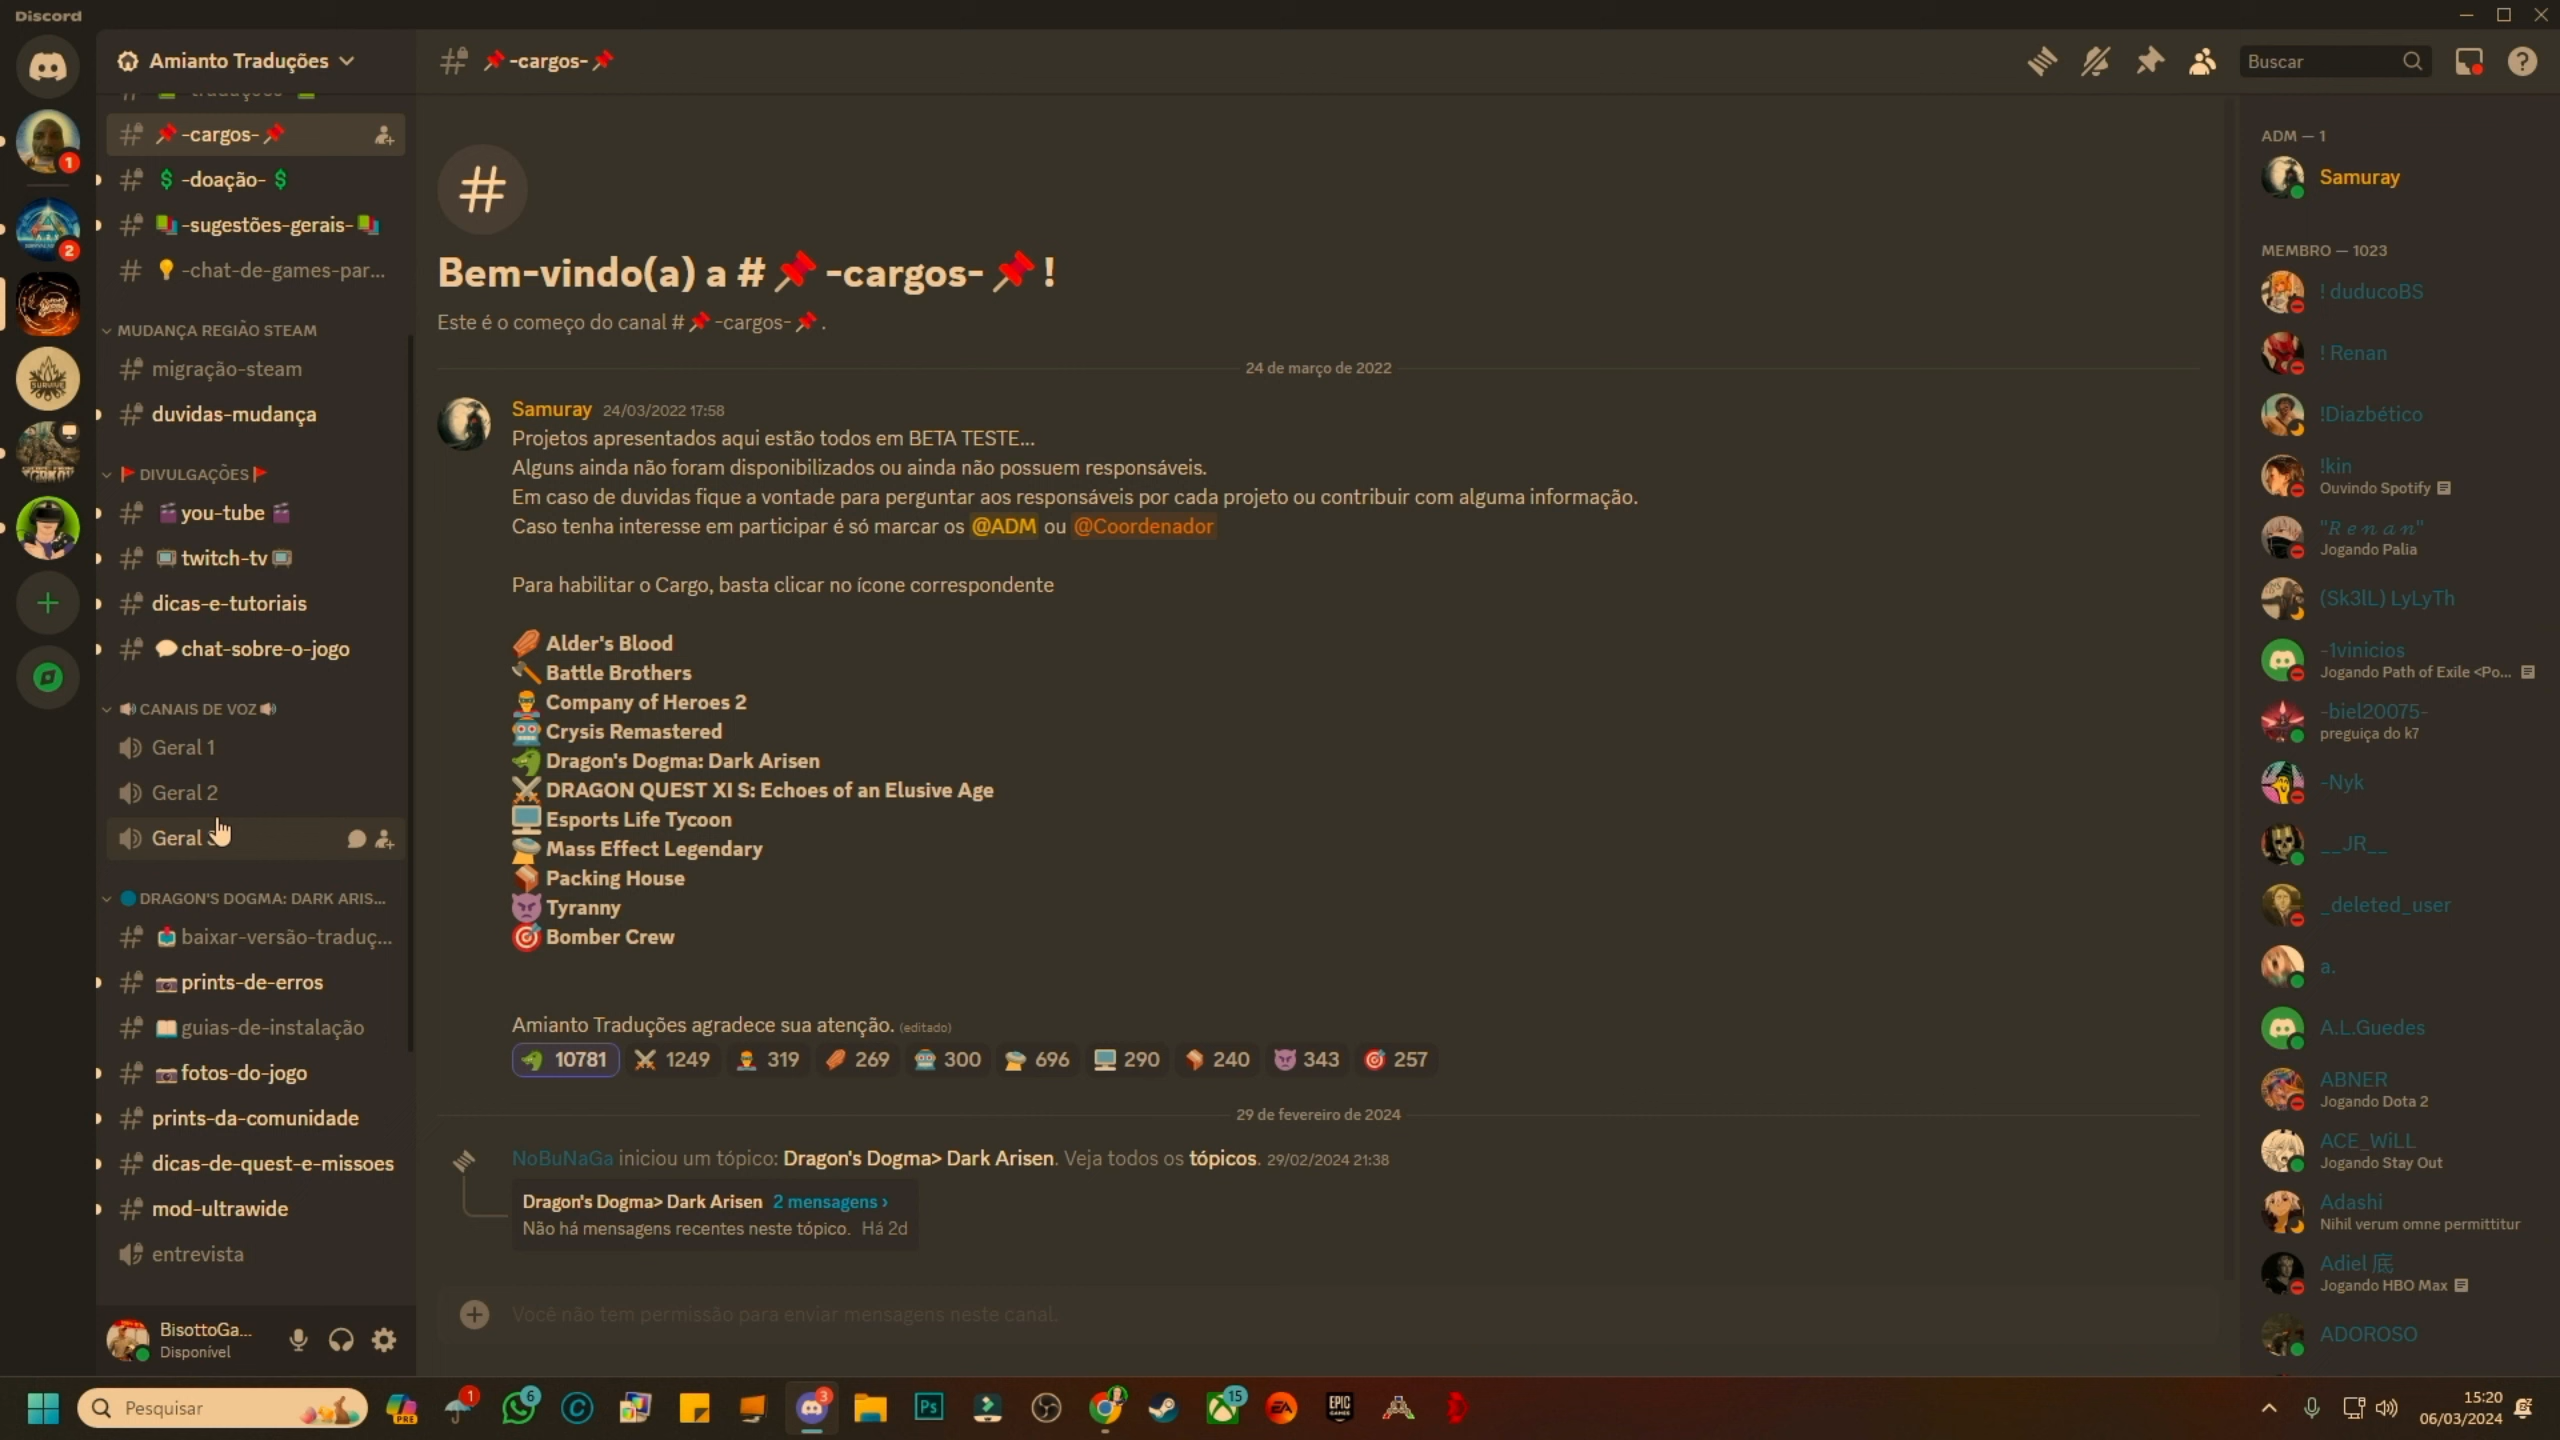 Discord
Amianto Traduções
-traduções-
-cargos-
-doação-
-sugestões-gerais-
-chat-de-games-par...
MUDANÇA REGIÃO STEAM
migração-steam
duvidas-mudança
DIVULGAÇÕES
you-tube
twitch-tv
dicas-e-tutoriais
chat-sobre-o-jogo
CANAIS DE VOZ
Geral 1
Geral 2
Geral
DRAGON'S DOGMA: DARK ARIS...
baixar-versão-traduç...
prints-de-erros
guias-de-instalação
fotos-do-jogo
prints-da-comunidade
dicas-de-quest-e-missoes
mod-ultrawide
entrevista
BisottoGa...
Disponível
1
2
-cargos-
Buscar
Bem-vindo(a) a # -cargos- !
Este é o começo do canal # -cargos- .
24 de março de 2022
Samuray 24/03/2022 17:58
Projetos apresentados aqui estão todos em BETA TESTE...
Alguns ainda não foram disponibilizados ou ainda não possuem responsáveis.
Em caso de duvidas fique a vontade para perguntar aos responsáveis por cada projeto ou contribuir com alguma informação.
Caso tenha interesse em participar é só marcar os @ADM ou @Coordenador
Para habilitar o Cargo, basta clicar no ícone correspondente
Alder's Blood
Battle Brothers
Company of Heroes 2
Crysis Remastered
Dragon's Dogma: Dark Arisen
DRAGON QUEST XI S: Echoes of an Elusive Age
Esports Life Tycoon
Mass Effect Legendary
Packing House
Tyranny
Bomber Crew
Amianto Traduções agradece sua atenção. (editado)
10781 1249 319 269 300 696 290 240 343 257
29 de fevereiro de 2024
NoBuNaGa iniciou um tópico: Dragon's Dogma> Dark Arisen. Veja todos os tópicos. 29/02/2024 21:38
Dragon's Dogma> Dark Arisen 2 mensagens ›
Não há mensagens recentes neste tópico. Há 2d
Você não tem permissão para enviar mensagens neste canal.
ADM — 1
Samuray
MEMBRO — 1023
! duducoBS
! Renan
!Diazbético
!kin
Ouvindo Spotify
"Renan"
Jogando Palia
(Sk3lL) LyLyTh
-1vinicios
Jogando Path of Exile <Po...
-biel20075-
preguiça do k7
-Nyk
__JR__
_deleted_user
a.
A.L.Guedes
ABNER
Jogando Dota 2
ACE_WiLL
Jogando Stay Out
Adashi
Nihil verum omne permittitur
Adiel 底
Jogando HBO Max
ADOROSO
Pesquisar
PRE
1
6
3
Ps
15
EA
EPIC GAMES
15:20
06/03/2024